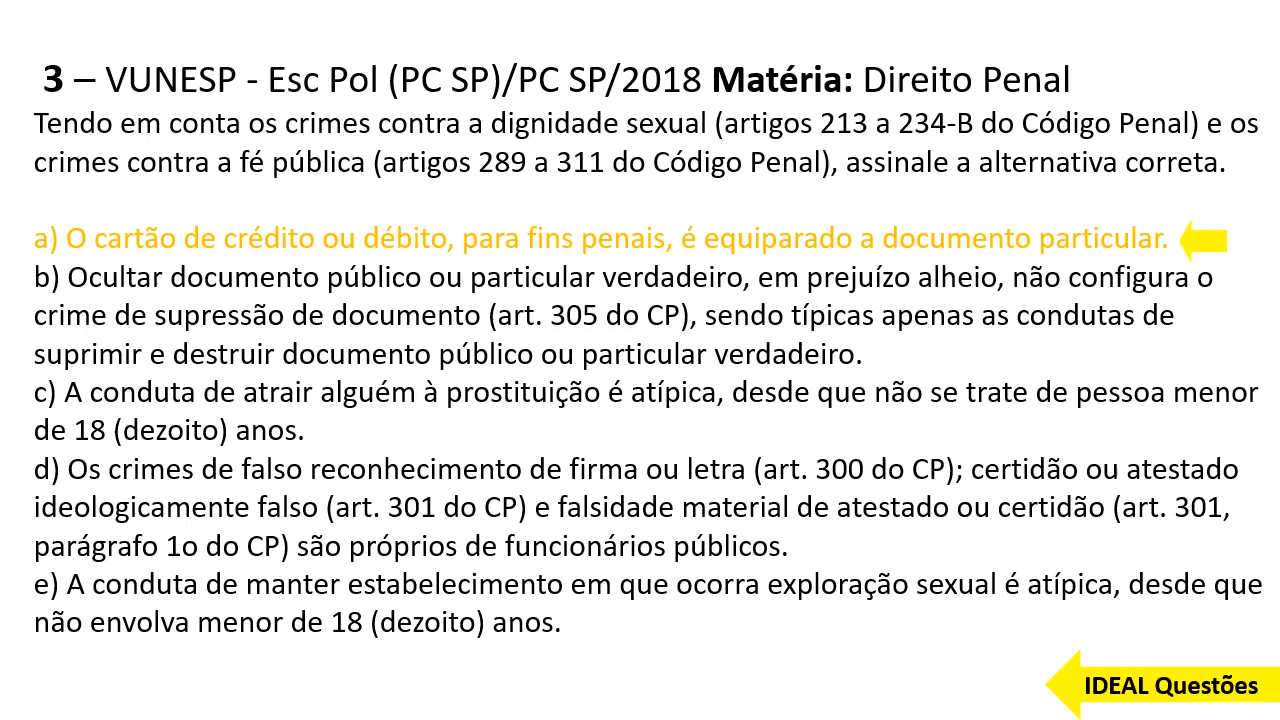 3 – VUNESP - Esc Pol (PC SP)/PC SP/2018 Matéria: Direito Penal
Tendo em conta os crimes contra a dignidade sexual (artigos 213 a 234-B do Código Penal) e os
crimes contra a fé pública (artigos 289 a 311 do Código Penal), assinale a alternativa correta.
a) O cartão de crédito ou débito, para fins penais, é equiparado a documento particular.
b) Ocultar documento público ou particular verdadeiro, em prejuízo alheio, não configura o
crime de supressão de documento (art. 305 do CP), sendo típicas apenas as condutas de
suprimir e destruir documento público ou particular verdadeiro.
c) A conduta de atrair alguém à prostituição é atípica, desde que não se trate de pessoa menor
de 18 (dezoito) anos.
d) Os crimes de falso reconhecimento de firma ou letra (art. 300 do CP); certidão ou atestado
ideologicamente falso (art. 301 do CP) e falsidade material de atestado ou certidão (art. 301,
parágrafo 1o do CP) são próprios de funcionários públicos.
e) A conduta de manter estabelecimento em que ocorra exploração sexual é atípica, desde que
não envolva menor de 18 (dezoito) anos.
IDEAL Questões